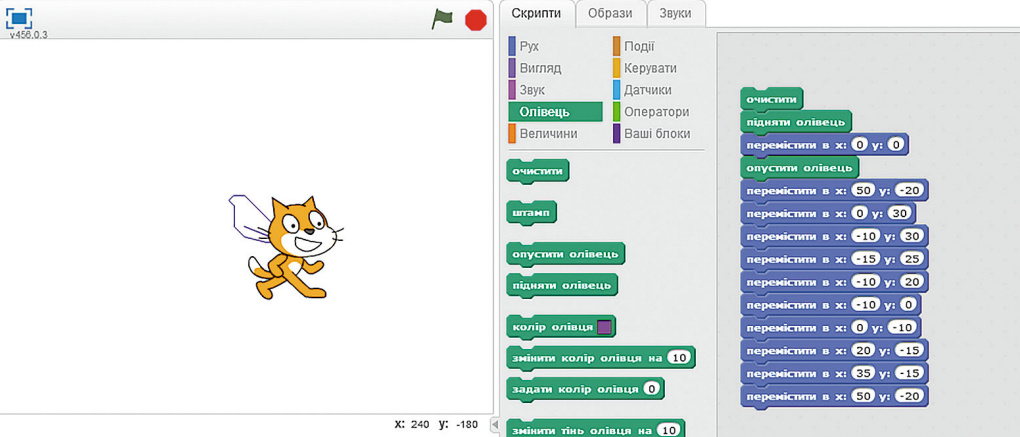 v456.0.3
Скрипти
Образи
Звуки
Рух
Події
Вигляд
Керувати
Звук
Датчики
Олівець
Оператори
Величини
Ваші блоки
очистити
штамп
опустити олівець
підняти олівець
колір олівця
змінити колір олівця на 10
задати колір олівця 0
змінити тінь олівця на 10
очистити
підняти олівець
перемістити в x: 0 y: 0
опустити олівець
перемістити в x: 50 y: -20
перемістити в x: 0 y: 30
перемістити в x: -10 y: 30
перемістити в x: -15 y: 25
перемістити в x: -10 y: 20
перемістити в x: -10 y: 0
перемістити в x: 0 y: -10
перемістити в x: 20 y: -15
перемістити в x: 35 y: -15
перемістити в x: 50 y: -20
x: 240 y: -180